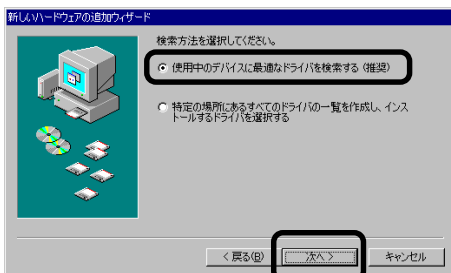 新しいハードウェアの追加ウィザード
検索方法を選択してください。
使用中のデバイスに最適なドライバを検索する (推奨)
特定の場所にあるすべてのドライバの一覧を作成し、インス
トールするドライバを選択する
< 戻る(B)
次へ >
キャンセル